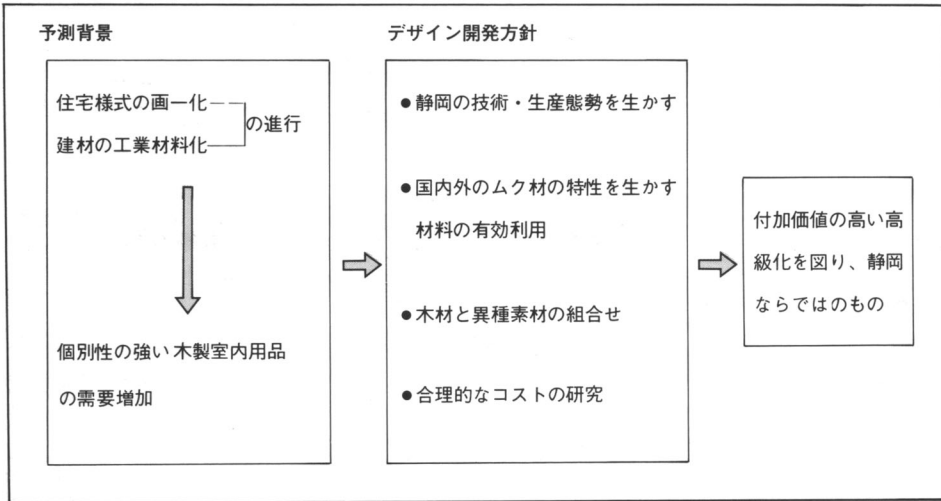 予測背景
住宅様式の画一化
建材の工業材料化
の進行
個別性の強い木製室内用品
の需要増加
デザイン開発方針
●静岡の技術・生産態勢を生かす
●国内外のムク材の特性を生かす
材料の有効利用
●木材と異種素材の組合せ
●合理的なコストの研究
付加価値の高い高
級化を図り、静岡
ならではのもの